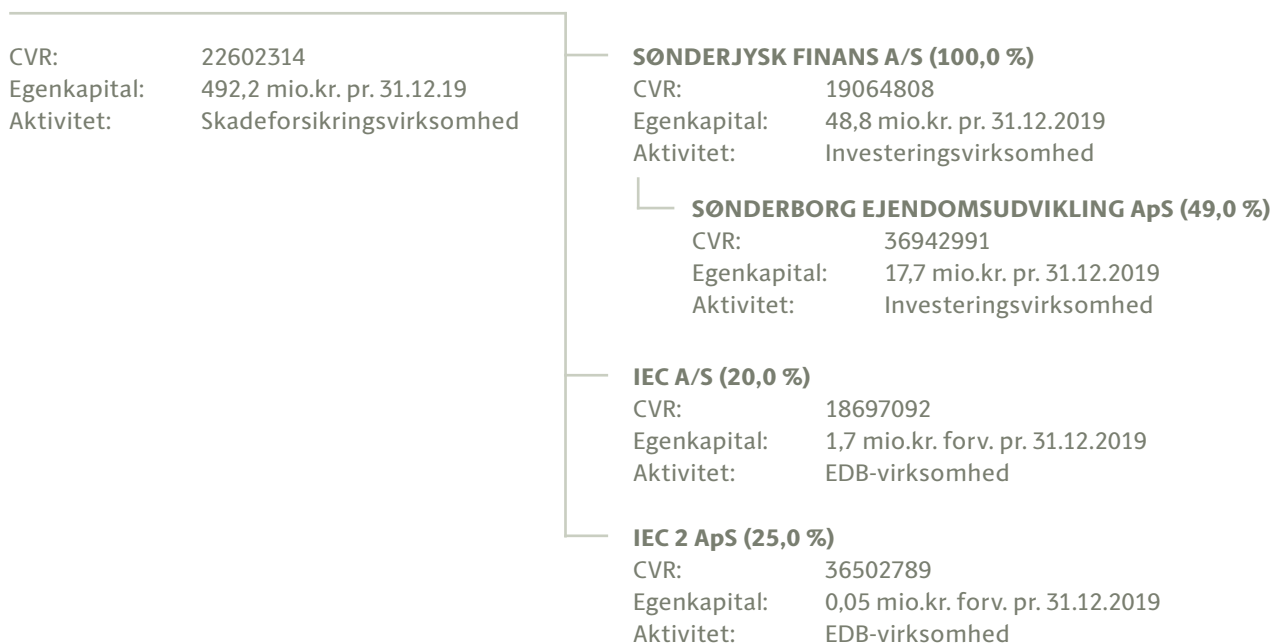 CVR: 22602314
Egenkapital: 492,2 mio.kr. pr. 31.12.19
Aktivitet: Skadeforsikringsvirksomhed
SØNDERJYSK FINANS A/S (100,0 %)
CVR: 19064808
Egenkapital: 48,8 mio.kr. pr. 31.12.2019
Aktivitet: Investeringsvirksomhed
SØNDERBORG EJENDOMSUDVIKLING ApS (49,0 %)
CVR: 36942991
Egenkapital: 17,7 mio.kr. pr. 31.12.2019
Aktivitet: Investeringsvirksomhed
IEC A/S (20,0 %)
CVR: 18697092
Egenkapital: 1,7 mio.kr. forv. pr. 31.12.2019
Aktivitet: EDB-virksomhed
IEC 2 ApS (25,0 %)
CVR: 36502789
Egenkapital: 0,05 mio.kr. forv. pr. 31.12.2019
Aktivitet: EDB-virksomhed